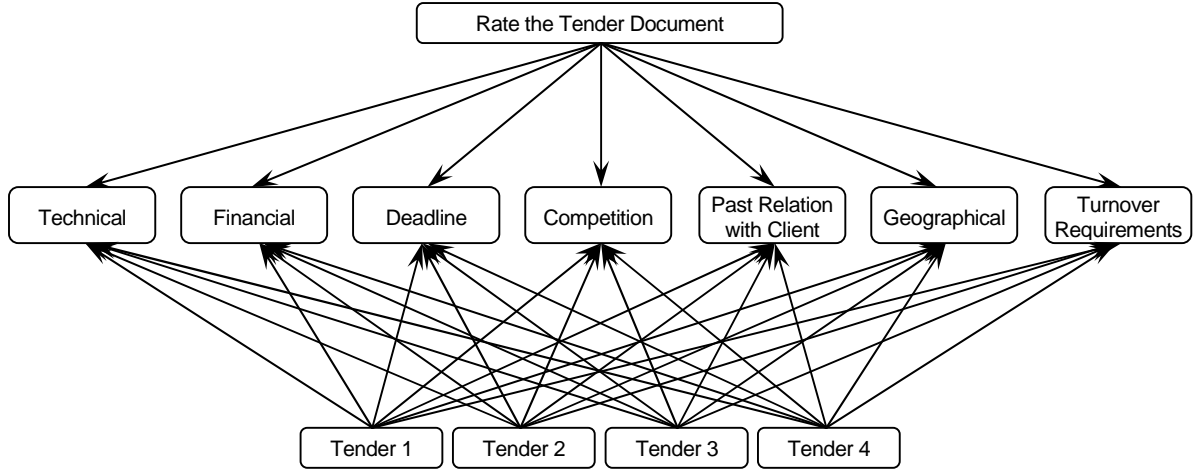 Rate the Tender Document
Technical
Financial
Deadline
Competition
Past Relation
with Client
Geographical
Turnover
Requirements
Tender 1
Tender 2
Tender 3
Tender 4